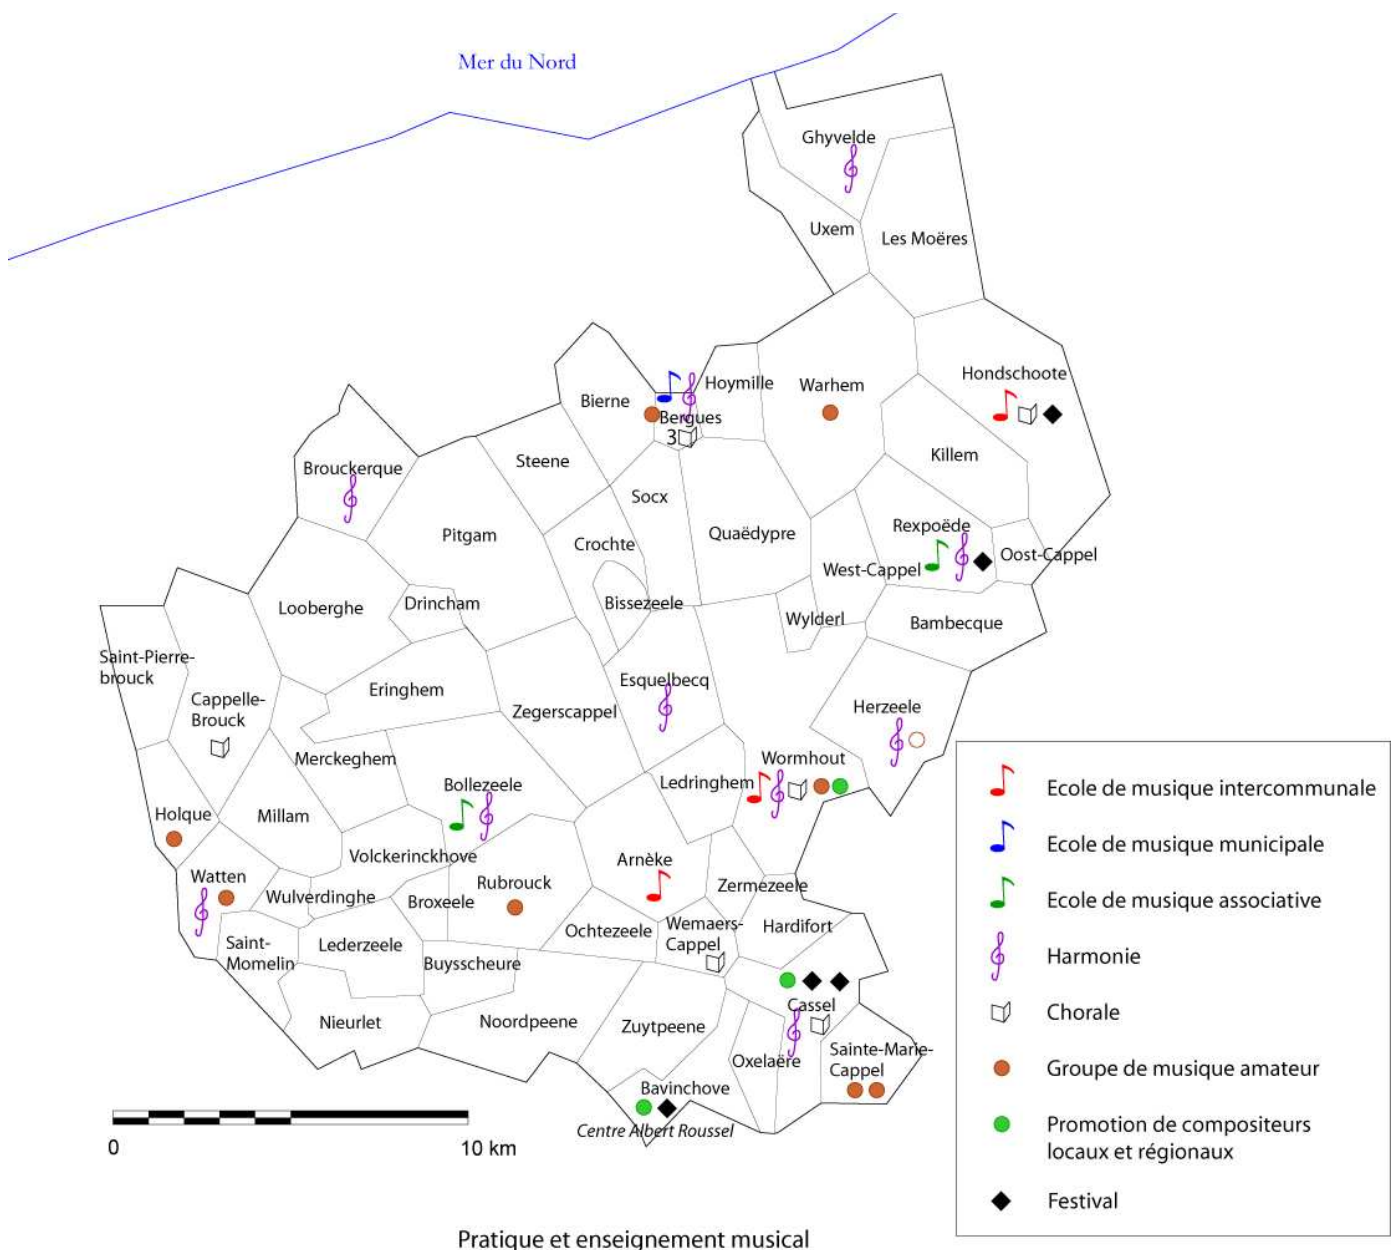 Mer du Nord
Ghyvelde
Uxem
Les Moëres
Hondschoote
Hoymille
Warhem
Bierne
Bergues
3
Killem
Steene
Brouckerque
Socx
Rexpoëde
Quaëdypre
Pitgam
Crochte
Oost-Cappel
West-Cappel
Bissezeele
Drincham
Looberghe
Wylderl
Bambecque
Saint-Pierre-
brouck
Esquelbecq
Eringhem
Cappelle-
Brouck
Herzeele
Zegerscappel
Merckeghem
Wormhout
Ledringhem
Bollezeele
Holque
Millam
Volckerinckhove
Arnèke
Watten
Rubrouck
Zermezeele
Wulverdinghe
Broxeele
Wemaers-
Cappel
Hardifort
Ochtezeele
Saint-
Momelin
Lederzeele
Buysscheure
Cassel
Nieurlet
Noordpeene
Zuytpeene
Oxelaëre
Sainte-Marie-
Cappel
Bavinchove
Centre Albert Roussel
0
10 km
Ecole de musique intercommunale
Ecole de musique municipale
Ecole de musique associative
Harmonie
Chorale
Groupe de musique amateur
Promotion de compositeurs
locaux et régionaux
Festival
Pratique et enseignement musical